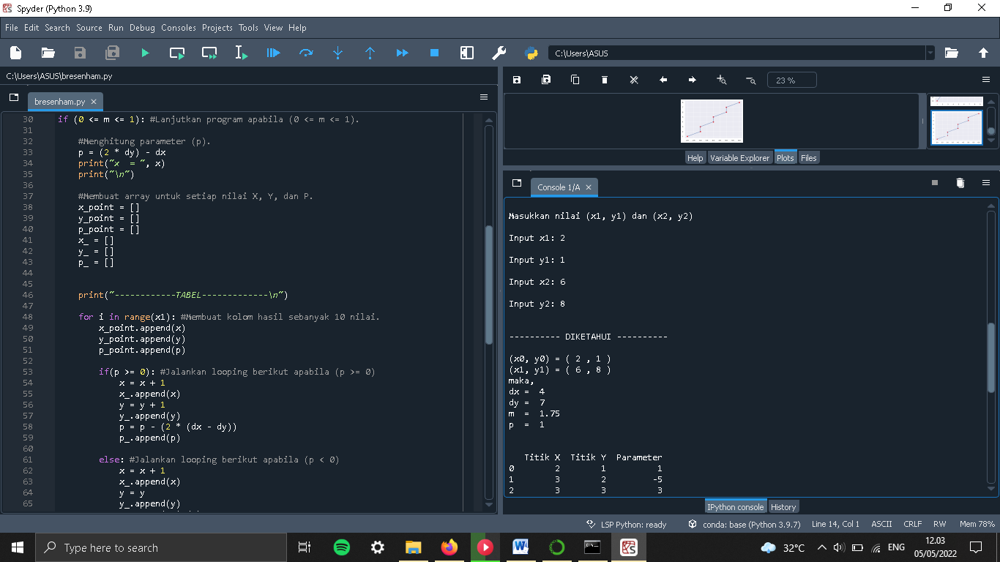 Spyder (Python 3.9)
File Edit Search Source Run Debug Consoles Projects Tools View Help
C:\Users\ASUS
C:\Users\ASUS\bresenham.py
bresenham.py
30 if (0 <= m <= 1): #Lanjutkan program apabila (0 <= m <= 1).
31
32 #Menghitung parameter (p).
33 p = (2 * dy) - dx
34 print("x  = ", x)
35 print("\n")
36
37 #Membuat array untuk setiap nilai X, Y, dan P.
38 x_point = []
39 y_point = []
40 p_point = []
41 x_ = []
42 y_ = []
43 p_ = []
44
45
46 print("------------TABEL-------------\n")
47
48 for i in range(x1): #Membuat kolom hasil sebanyak 10 nilai.
49 x_point.append(x)
50 y_point.append(y)
51 p_point.append(p)
52
53 if(p >= 0): #Jalankan looping berikut apabila (p >= 0)
54 x = x + 1
55 x_.append(x)
56 y = y + 1
57 y_.append(y)
58 p = p - (2 * (dx - dy))
59 p_.append(p)
60
61 else: #Jalankan looping berikut apabila (p < 0)
62 x = x + 1
63 x_.append(x)
64 y = y
65 y_.append(y)
23 %
Help Variable Explorer Plots Files
Console 1/A
Masukkan nilai (x1, y1) dan (x2, y2)
Input x1: 2
Input y1: 1
Input x2: 6
Input y2: 8
---------- DIKETAHUI ----------
(x0, y0) = ( 2 , 1 )
(x1, y1) = ( 6 , 8 )
maka,
dx =  4
dy =  7
m  =  1.75
p  =  1
Titik X  Titik Y  Parameter
0        2        1          1
1        3        2         -5
2        3        3          3
IPython console History
LSP Python: ready conda: base (Python 3.9.7) Line 14, Col 1 ASCII CRLF RW Mem 78%
Type here to search
32°C ENG 12.03
05/05/2022